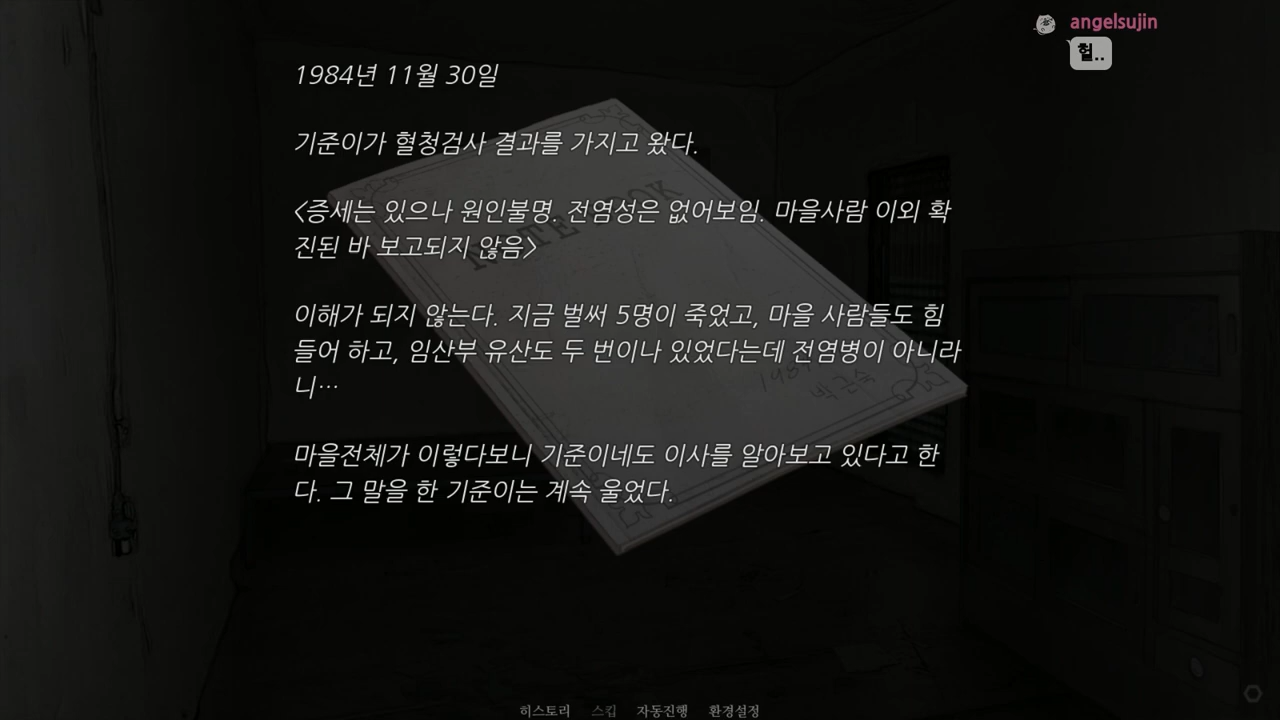 angelsujin
헐..
1984년 11월 30일
기준이가 혈청검사 결과를 가지고 왔다.
<증세는 있으나 원인불명. 전염성은 없어보임. 마을사람 이외 확
진된 바 보고되지 않음>
이해가 되지 않는다. 지금 벌써 5명이 죽었고, 마을 사람들도 힘
들어 하고, 임산부 유산도 두 번이나 있었다는데 전염병이 아니라
니…
마을전체가 이렇다보니 기준이네도 이사를 알아보고 있다고 한
다. 그 말을 한 기준이는 계속 울었다.
NOTE BOOK
박근숙
히스토리 스킵 자동진행 환경설정